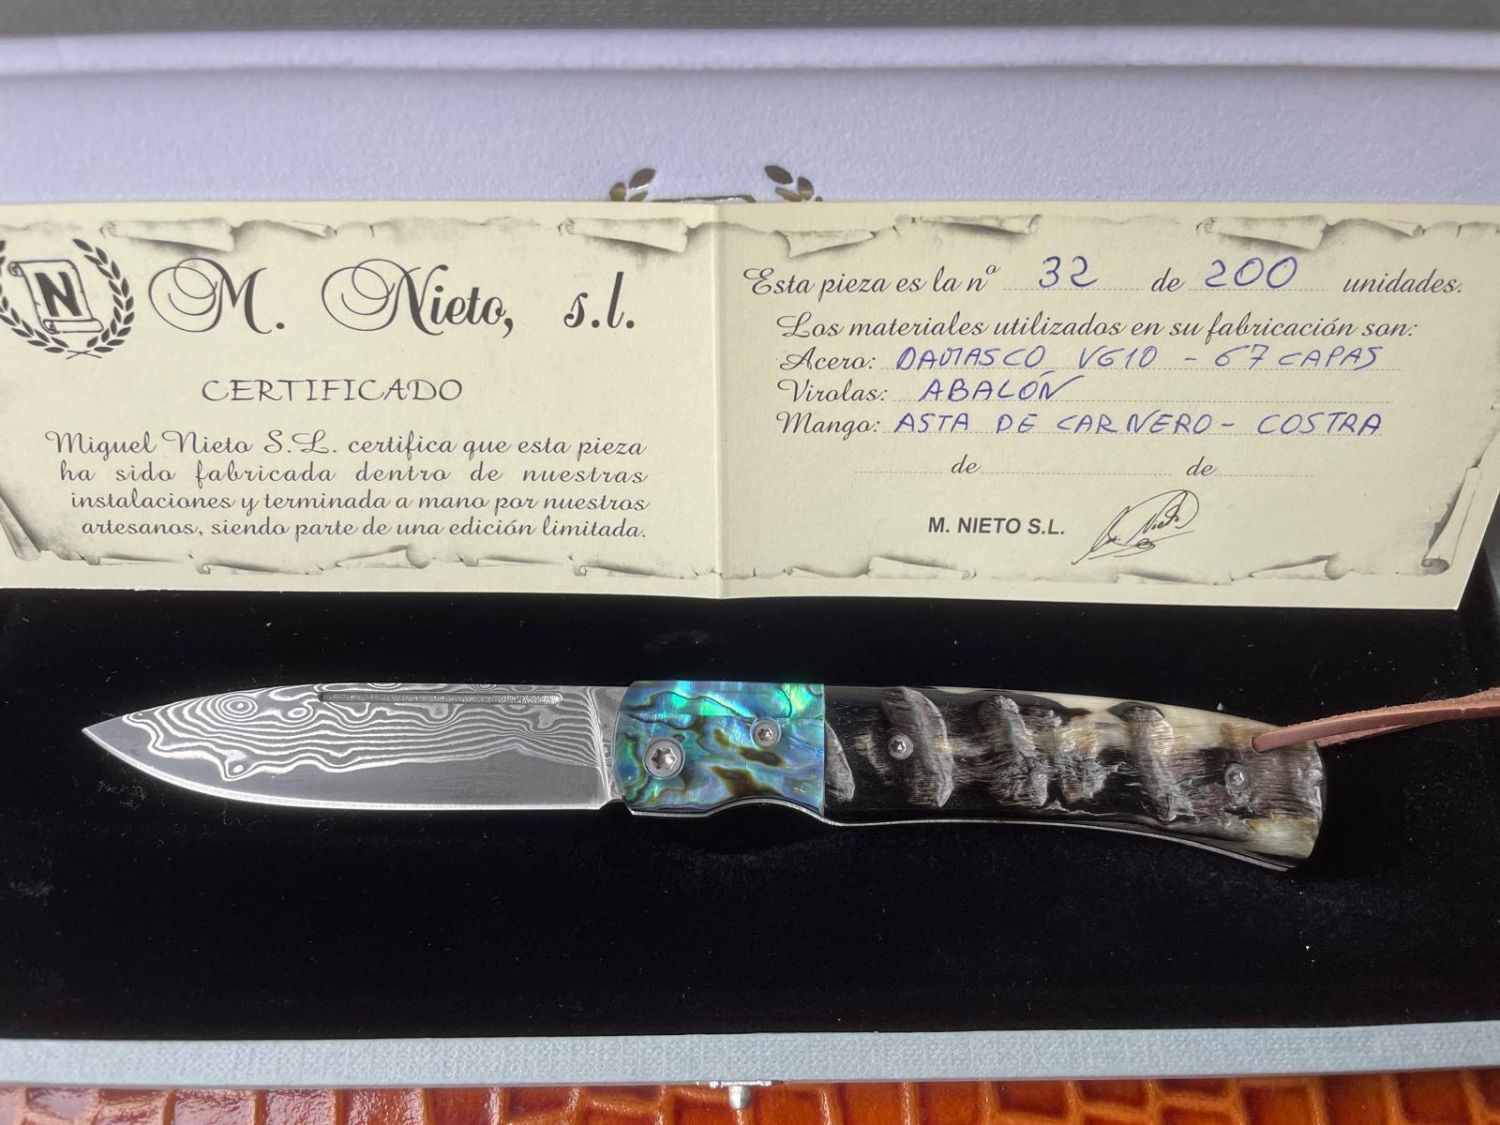 N
M. Nieto, s.l.
CERTIFICADO
Miguel Nieto S.L. certifica que esta pieza
ha sido fabricada dentro de nuestras
instalaciones y terminada a mano por nuestros
artesanos, siendo parte de una edición limitada.
Esta pieza es la nº 32 de 200 unidades.
Los materiales utilizados en su fabricación son:
Acero: DAMASCO VG10 - 67 CAPAS
Virolas: ABALÓN
Mango: ASTA DE CARNERO - COSTRA
de de
M. NIETO S.L.